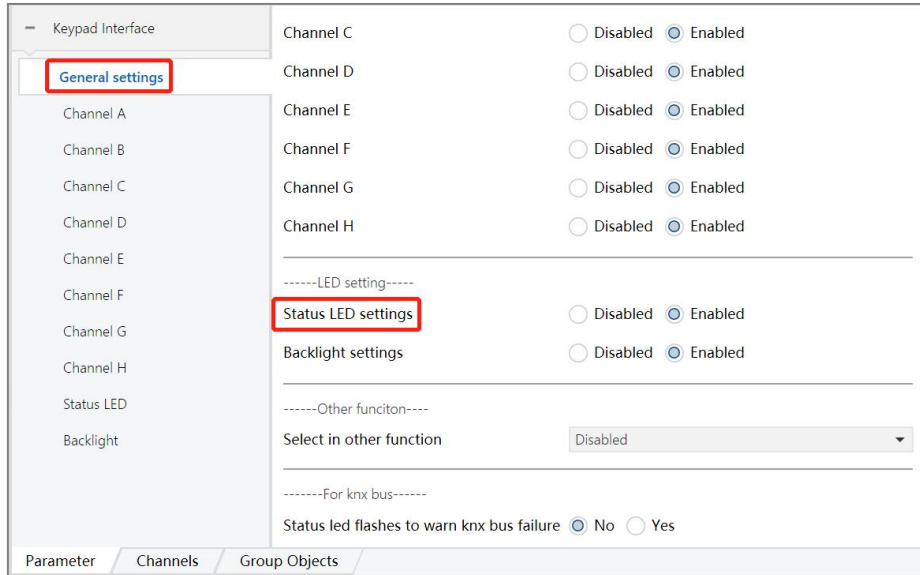 − Keypad Interface
General settings
Channel A
Channel B
Channel C
Channel D
Channel E
Channel F
Channel G
Channel H
Status LED
Backlight
Channel C Disabled Enabled
Channel D Disabled Enabled
Channel E Disabled Enabled
Channel F Disabled Enabled
Channel G Disabled Enabled
Channel H Disabled Enabled
------LED setting-----
Status LED settings Disabled Enabled
Backlight settings Disabled Enabled
------Other funciton----
Select in other function Disabled
-------For knx bus------
Status led flashes to warn knx bus failure No Yes
Parameter Channels Group Objects